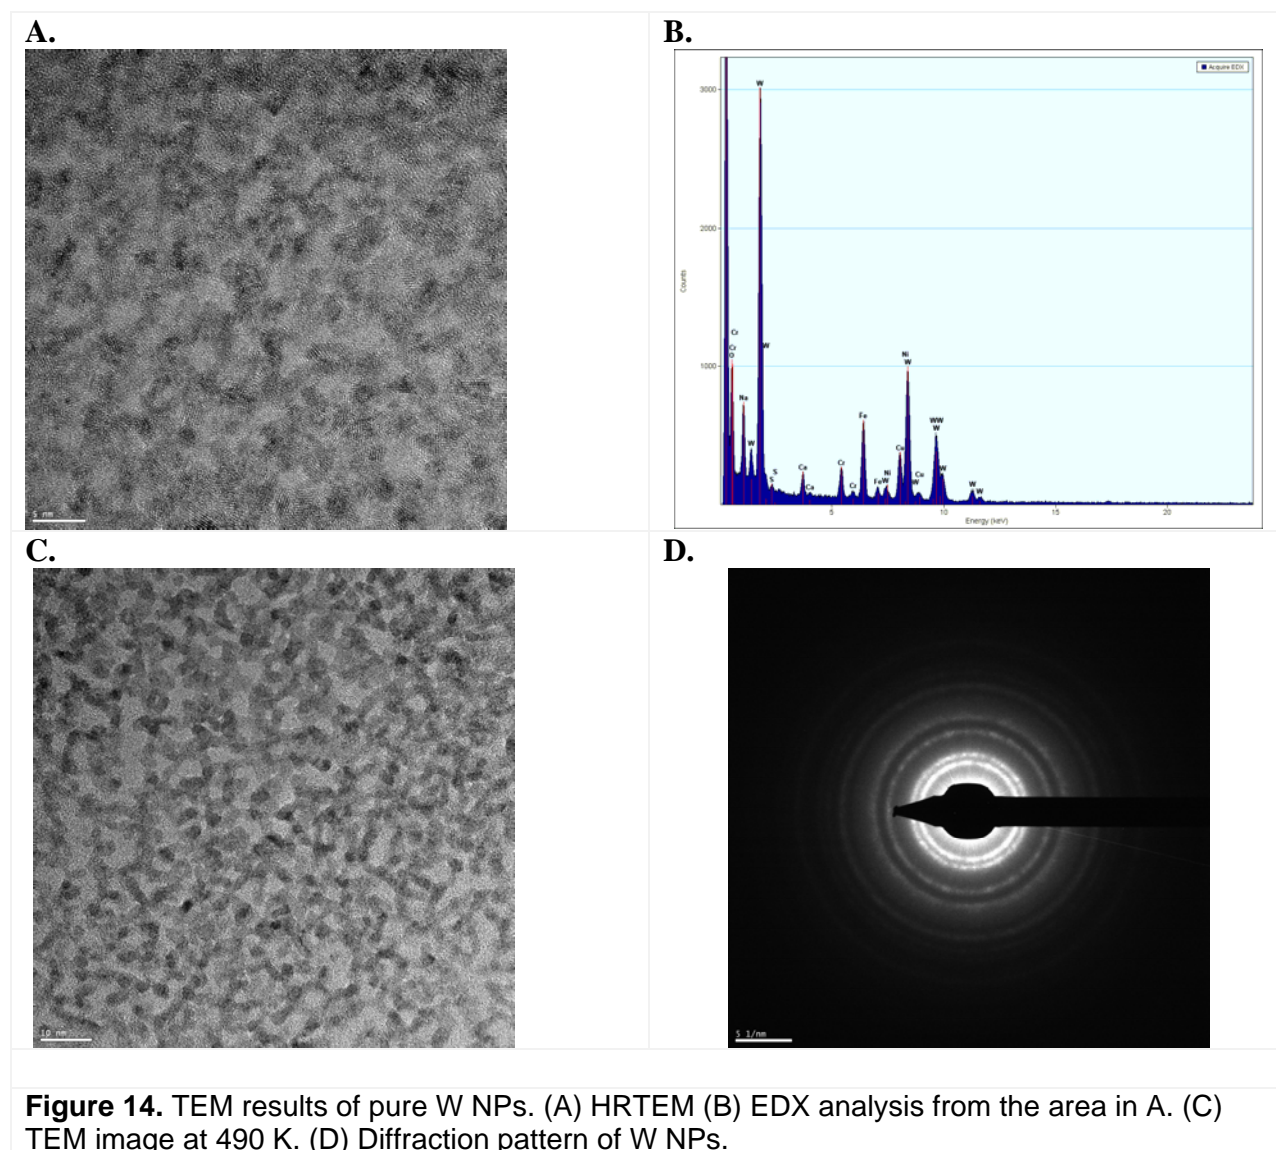 A.
B.
Acquire EDX
3000
W
2000
Counts
Cr
Cr
O
W
1000
Ni
W
Na
W
Fe
WW
W
S
S
Ca
Ca
Cr
Cr
Fe
Ni
W
Cu
Cu
W
W
W
W
5
10
15
20
Energy (keV)
5 nm
C.
D.
10 nm
5 1/nm
Figure 14. TEM results of pure W NPs. (A) HRTEM (B) EDX analysis from the area in A. (C)
TEM image at 490 K. (D) Diffraction pattern of W NPs.